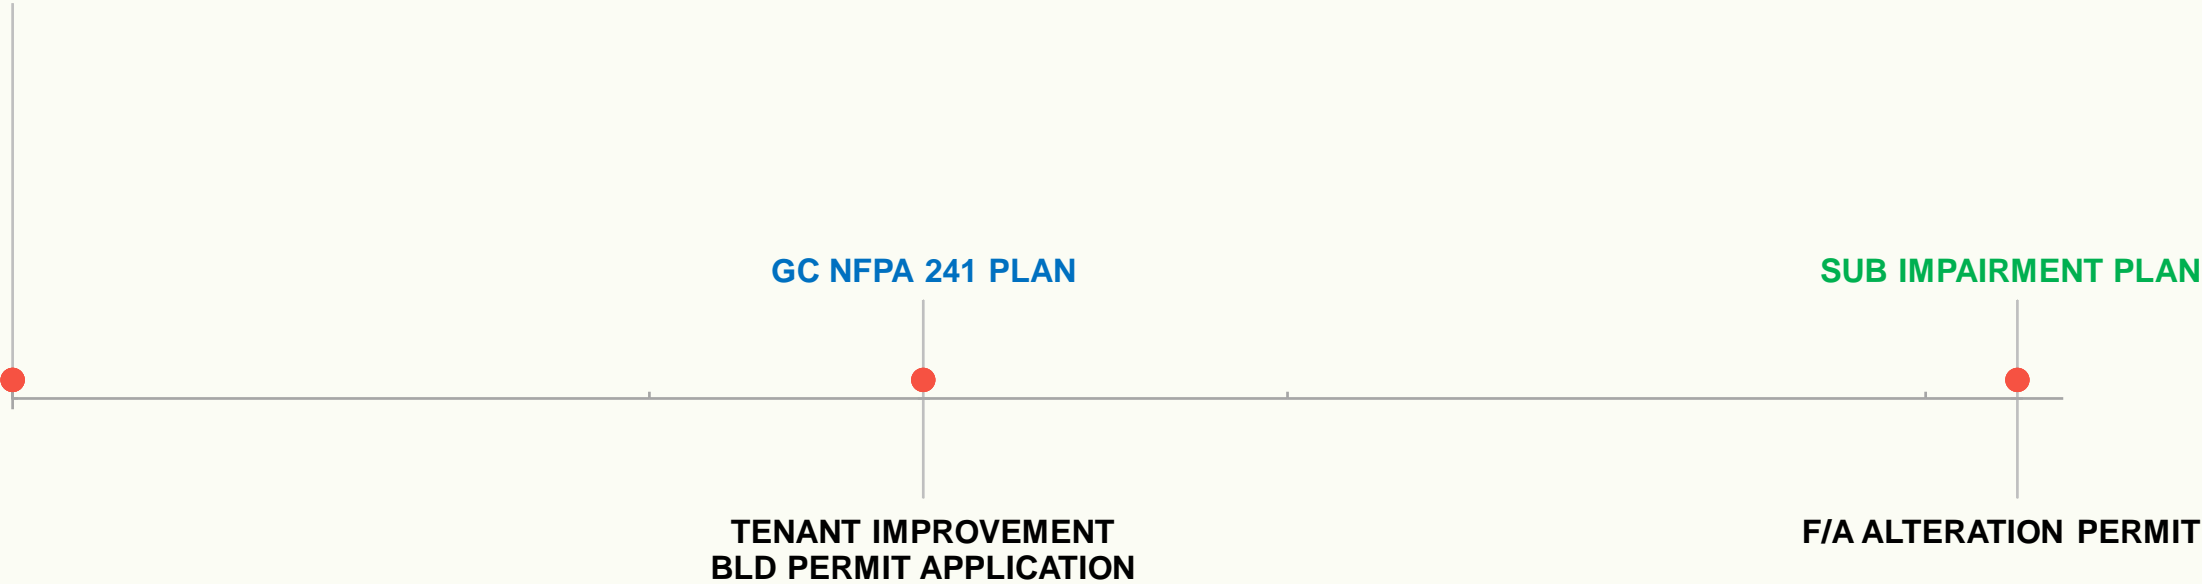 GC NFPA 241 PLAN
SUB IMPAIRMENT PLAN
TENANT IMPROVEMENT
BLD PERMIT APPLICATION
F/A ALTERATION PERMIT